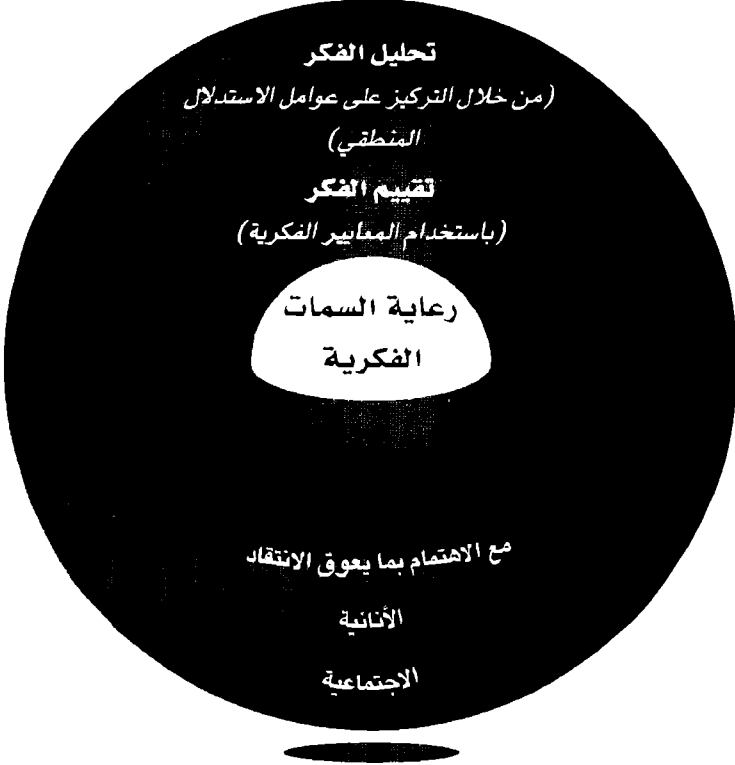 تحليل الفكر
(من خلال التركيز على عوامل الاستدلال
المنطقي)
تقييم الفكر
(باستخدام المعايير الفكرية)
رعاية السمات
الفكرية
مع الاهتمام بما يعوق الانتقاد
الأنانية
الاجتماعية